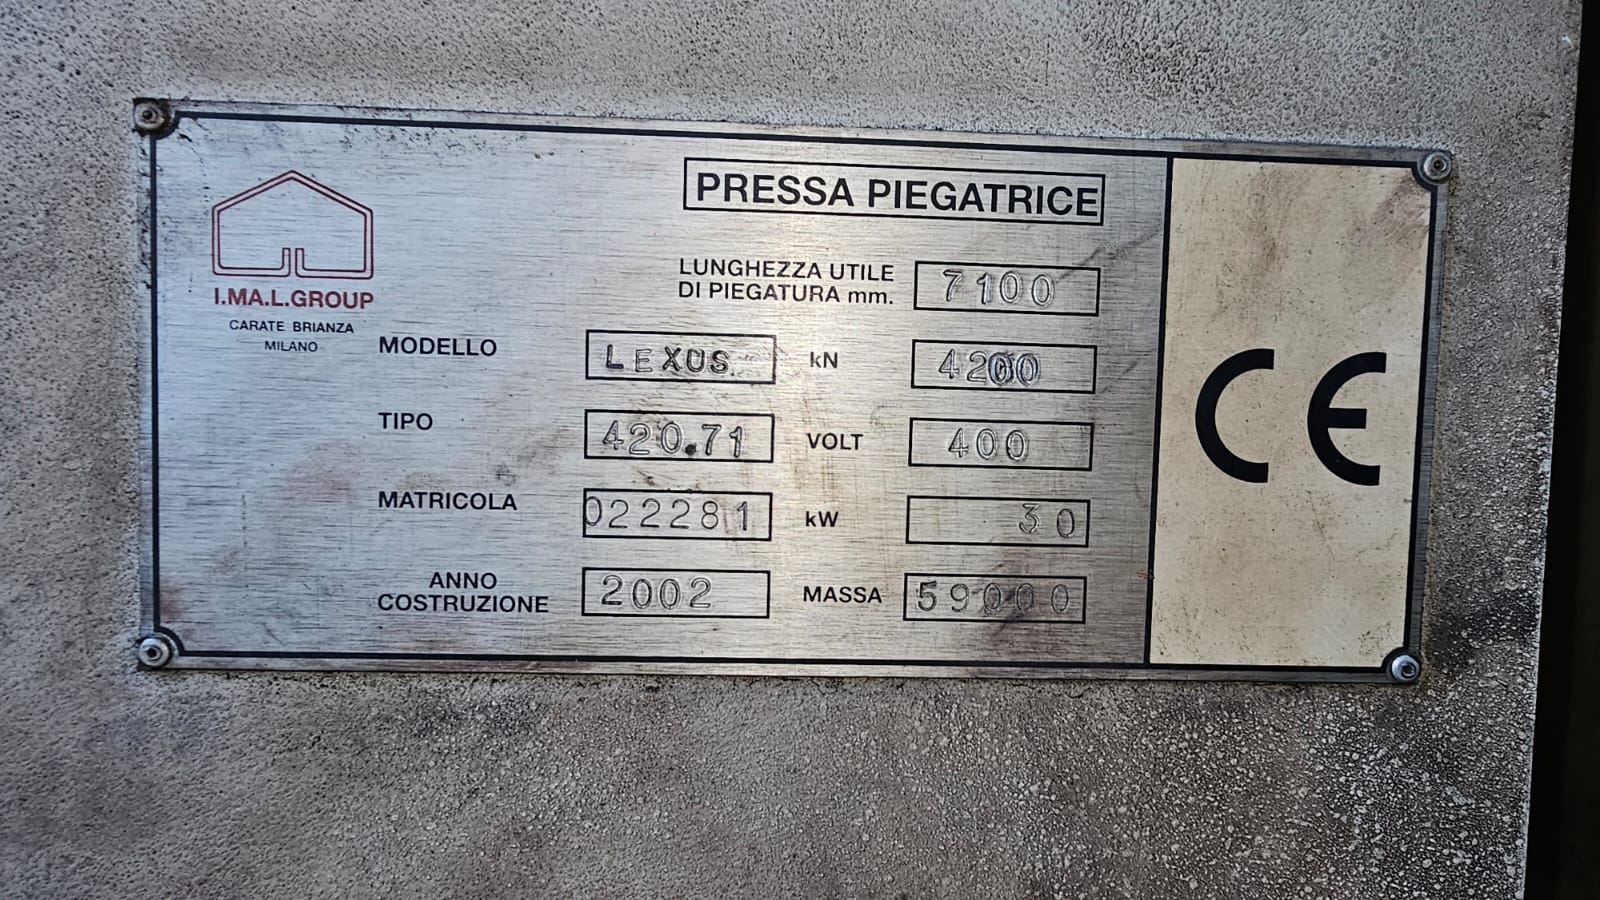 PRESSA PIEGATRICE
I.MA.L.GROUP
CARATE BRIANZA
MILANO
LUNGHEZZA UTILE
DI PIEGATURA mm. 7100
MODELLO LEXUS kN 4200
TIPO 420.71 VOLT 400
MATRICOLA 022281 kW 30
ANNO
COSTRUZIONE 2002 MASSA 59000
CE